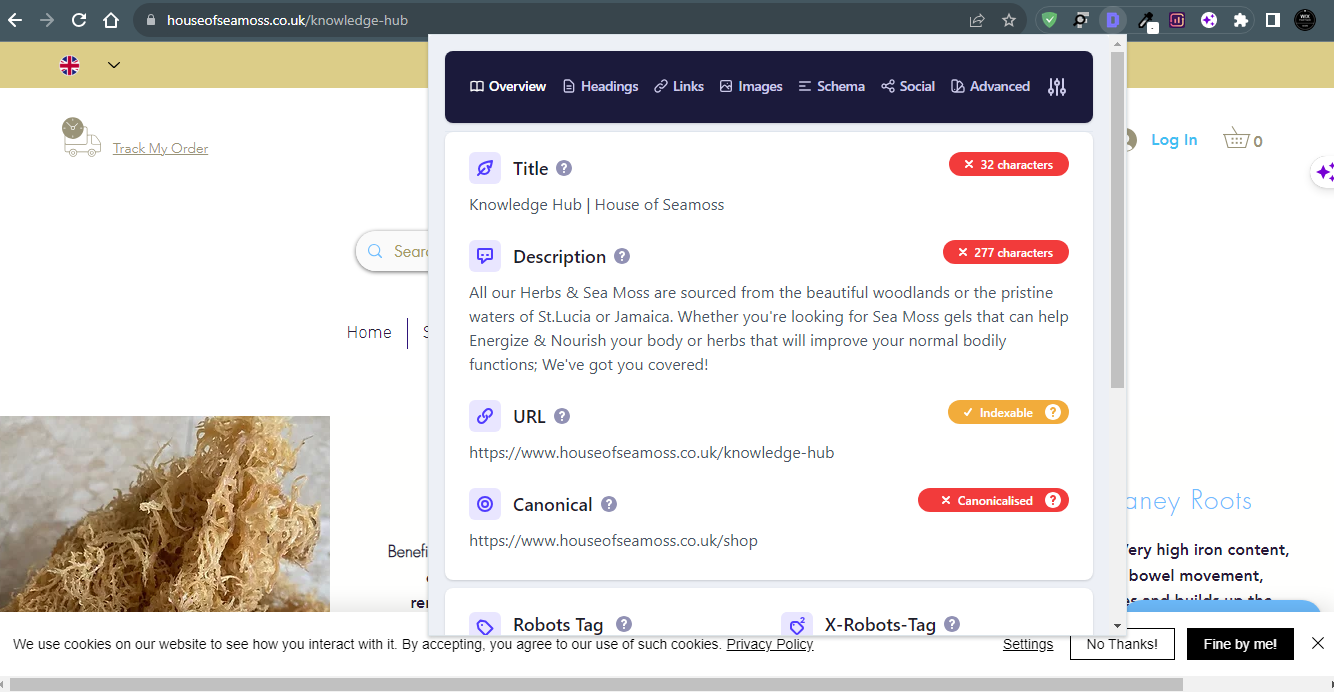 houseofseamoss.co.uk/knowledge-hub
Track My Order
Log In
0
Home
Overview
Headings
Links
Images
Schema
Social
Advanced
Title
32 characters
Knowledge Hub | House of Seamoss
Description
277 characters
All our Herbs & Sea Moss are sourced from the beautiful woodlands or the pristine
waters of St.Lucia or Jamaica. Whether you're looking for Sea Moss gels that can help
Energize & Nourish your body or herbs that will improve your normal bodily
functions; We've got you covered!
URL
Indexable
https://www.houseofseamoss.co.uk/knowledge-hub
Canonical
Canonicalised
https://www.houseofseamoss.co.uk/shop
Robots Tag
X-Robots-Tag
Roots
high iron content,
bowel movement,
We use cookies on our website to see how you interact with it. By accepting, you agree to our use of such cookies. Privacy Policy
Settings
No Thanks!
Fine by me!